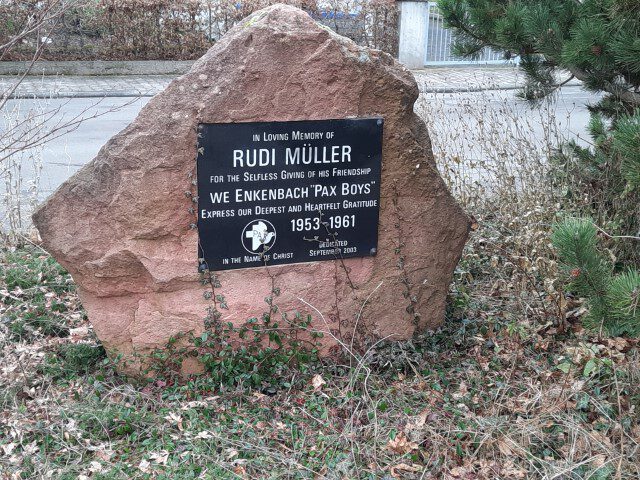 IN LOVING MEMORY OF
RUDI MÜLLER
FOR THE SELFLESS GIVING OF HIS FRIENDSHIP
WE ENKENBACH "PAX BOYS"
EXPRESS OUR DEEPEST AND HEARTFELT GRATITUDE
1953-1961
IN THE NAME OF CHRIST
DEDICATED
SEPTEMBER 2003